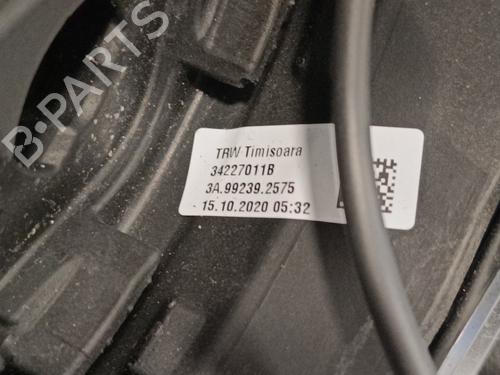 B-PARTS
TRW Timisoara
34227011B
3A.99239.2575
15.10.2020 05:32